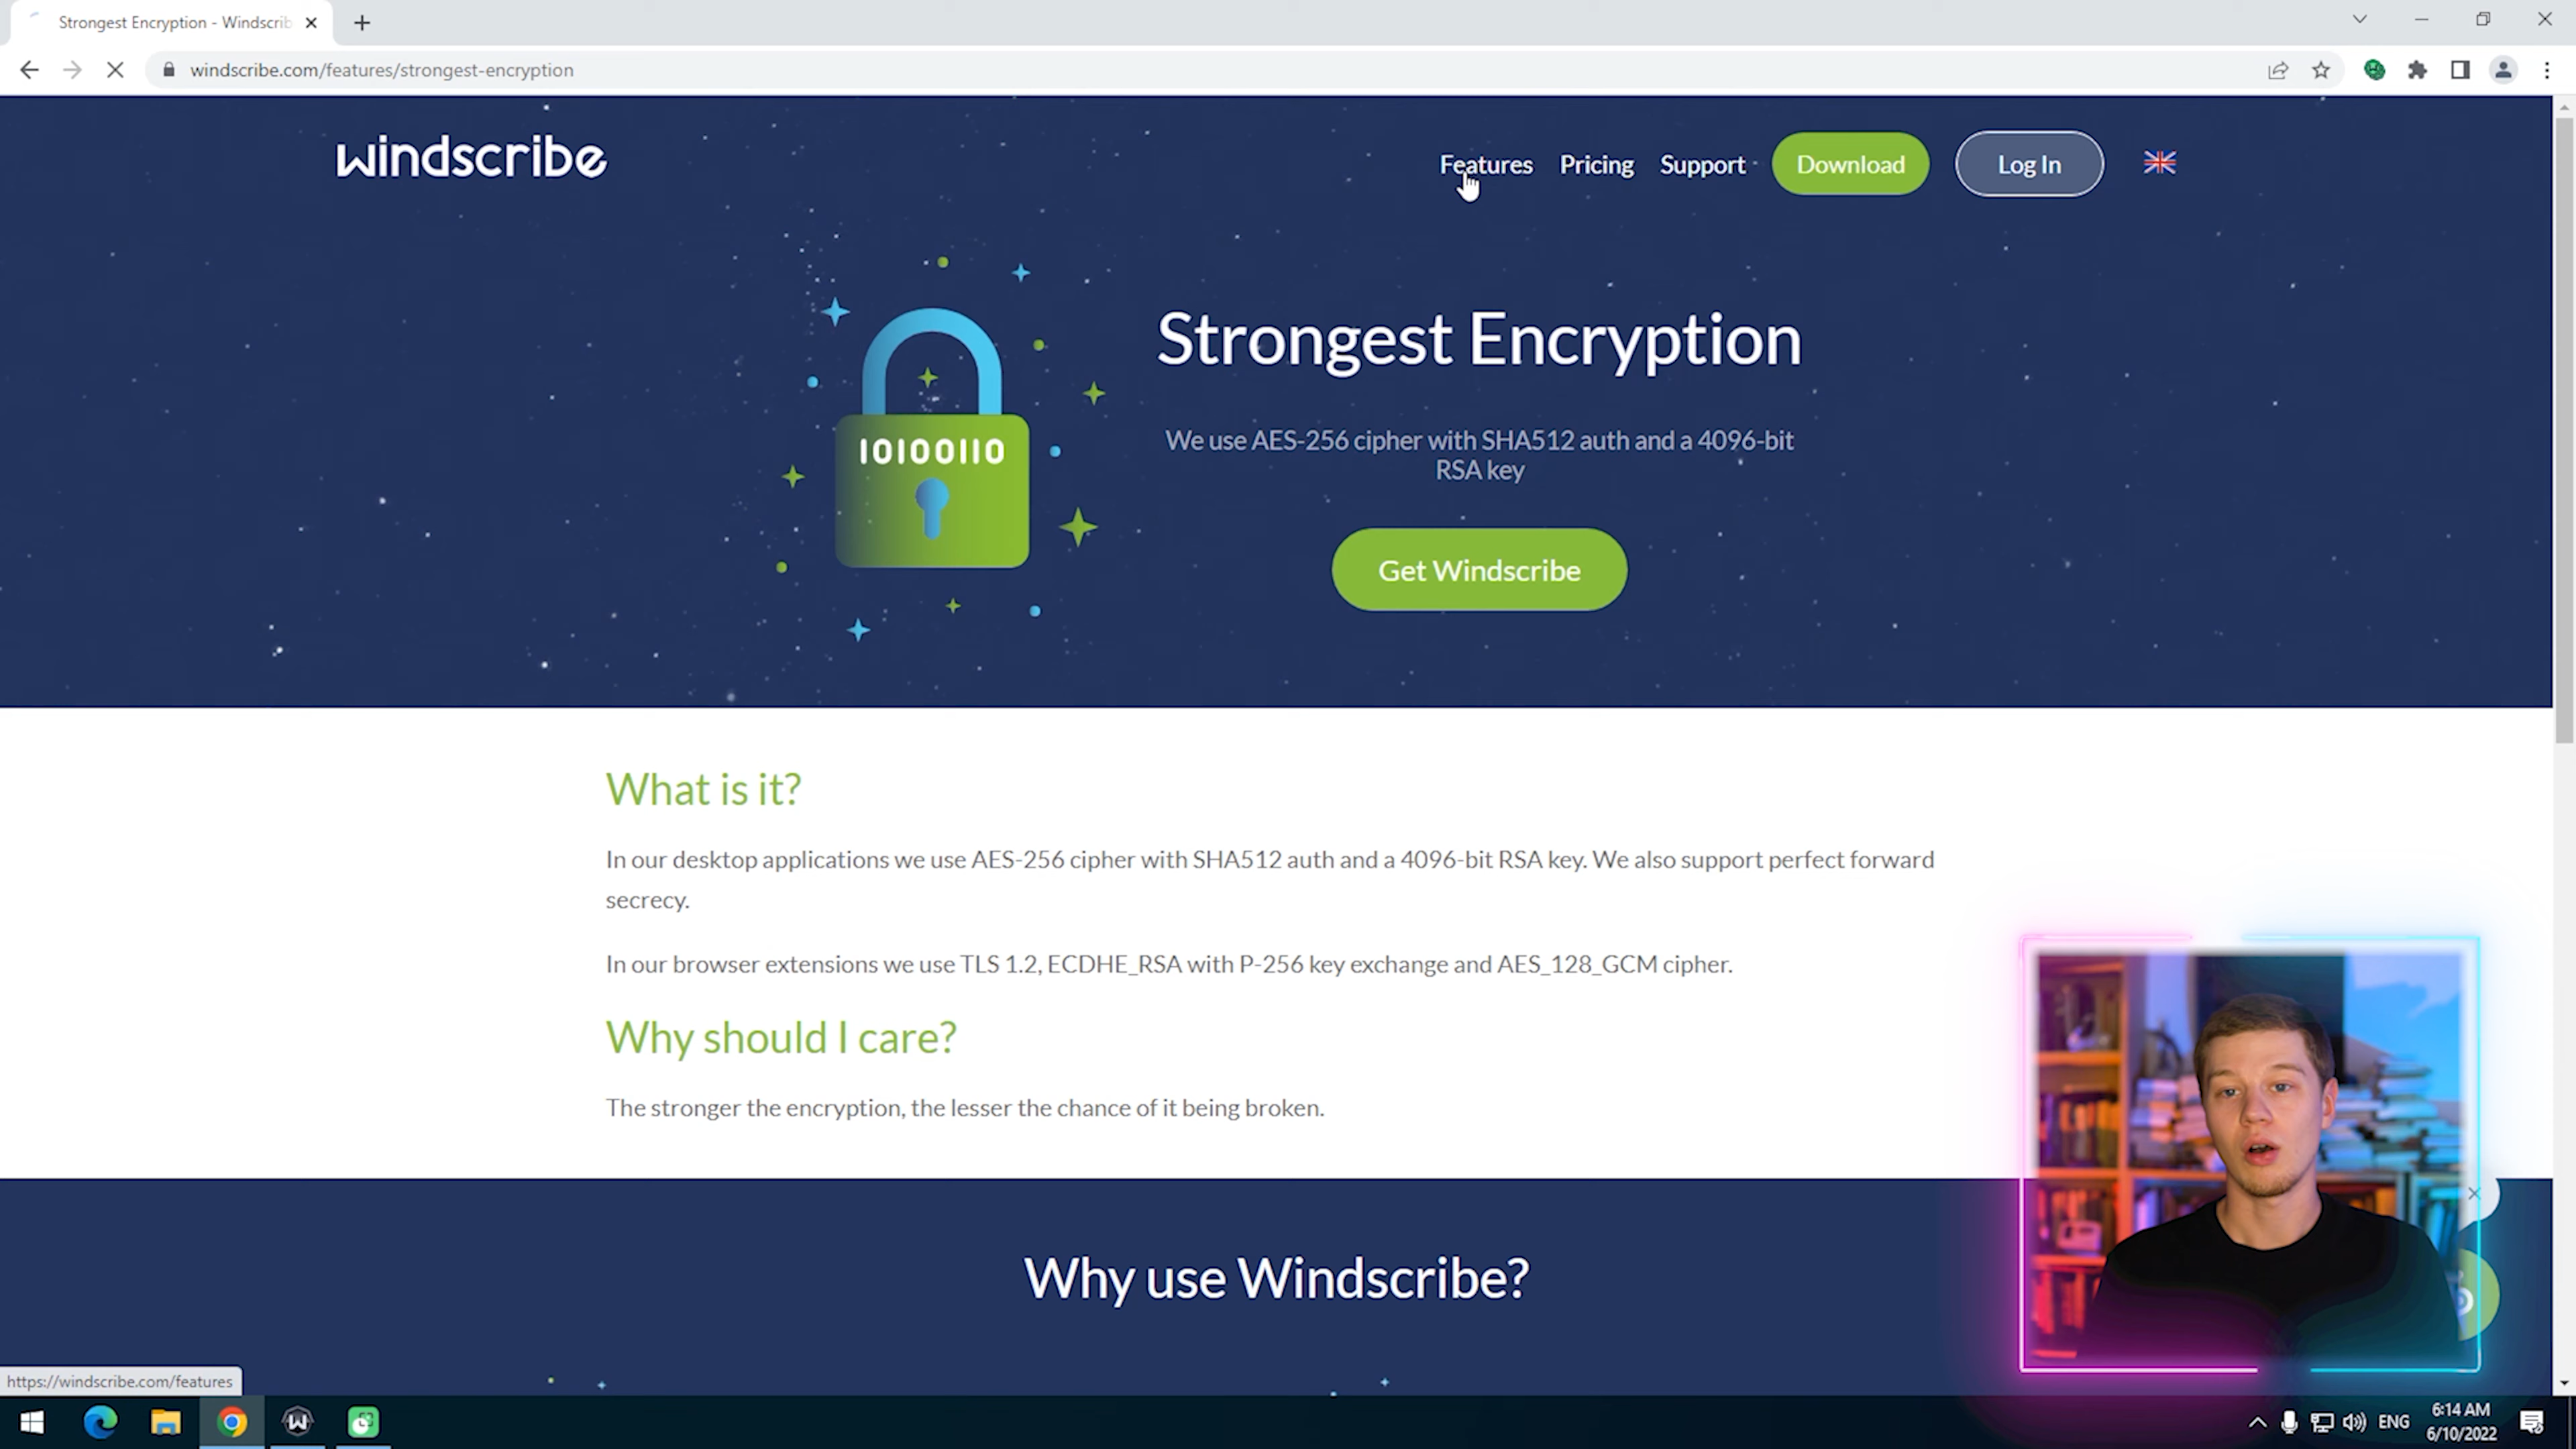 Strongest Encryption - Windscrib
windscribe.com/features/strongest-encryption
windscribe
Features Pricing Support Download Log In
Strongest Encryption
We use AES-256 cipher with SHA512 auth and a 4096-bit
RSA key
10100110
Get Windscribe
What is it?
In our desktop applications we use AES-256 cipher with SHA512 auth and a 4096-bit RSA key. We also support perfect forward
secrecy.
In our browser extensions we use TLS 1.2, ECDHE_RSA with P-256 key exchange and AES_128_GCM cipher.
Why should I care?
The stronger the encryption, the lesser the chance of it being broken.
Why use Windscribe?
https://windscribe.com/features
ENG
6:14 AM
6/10/2022